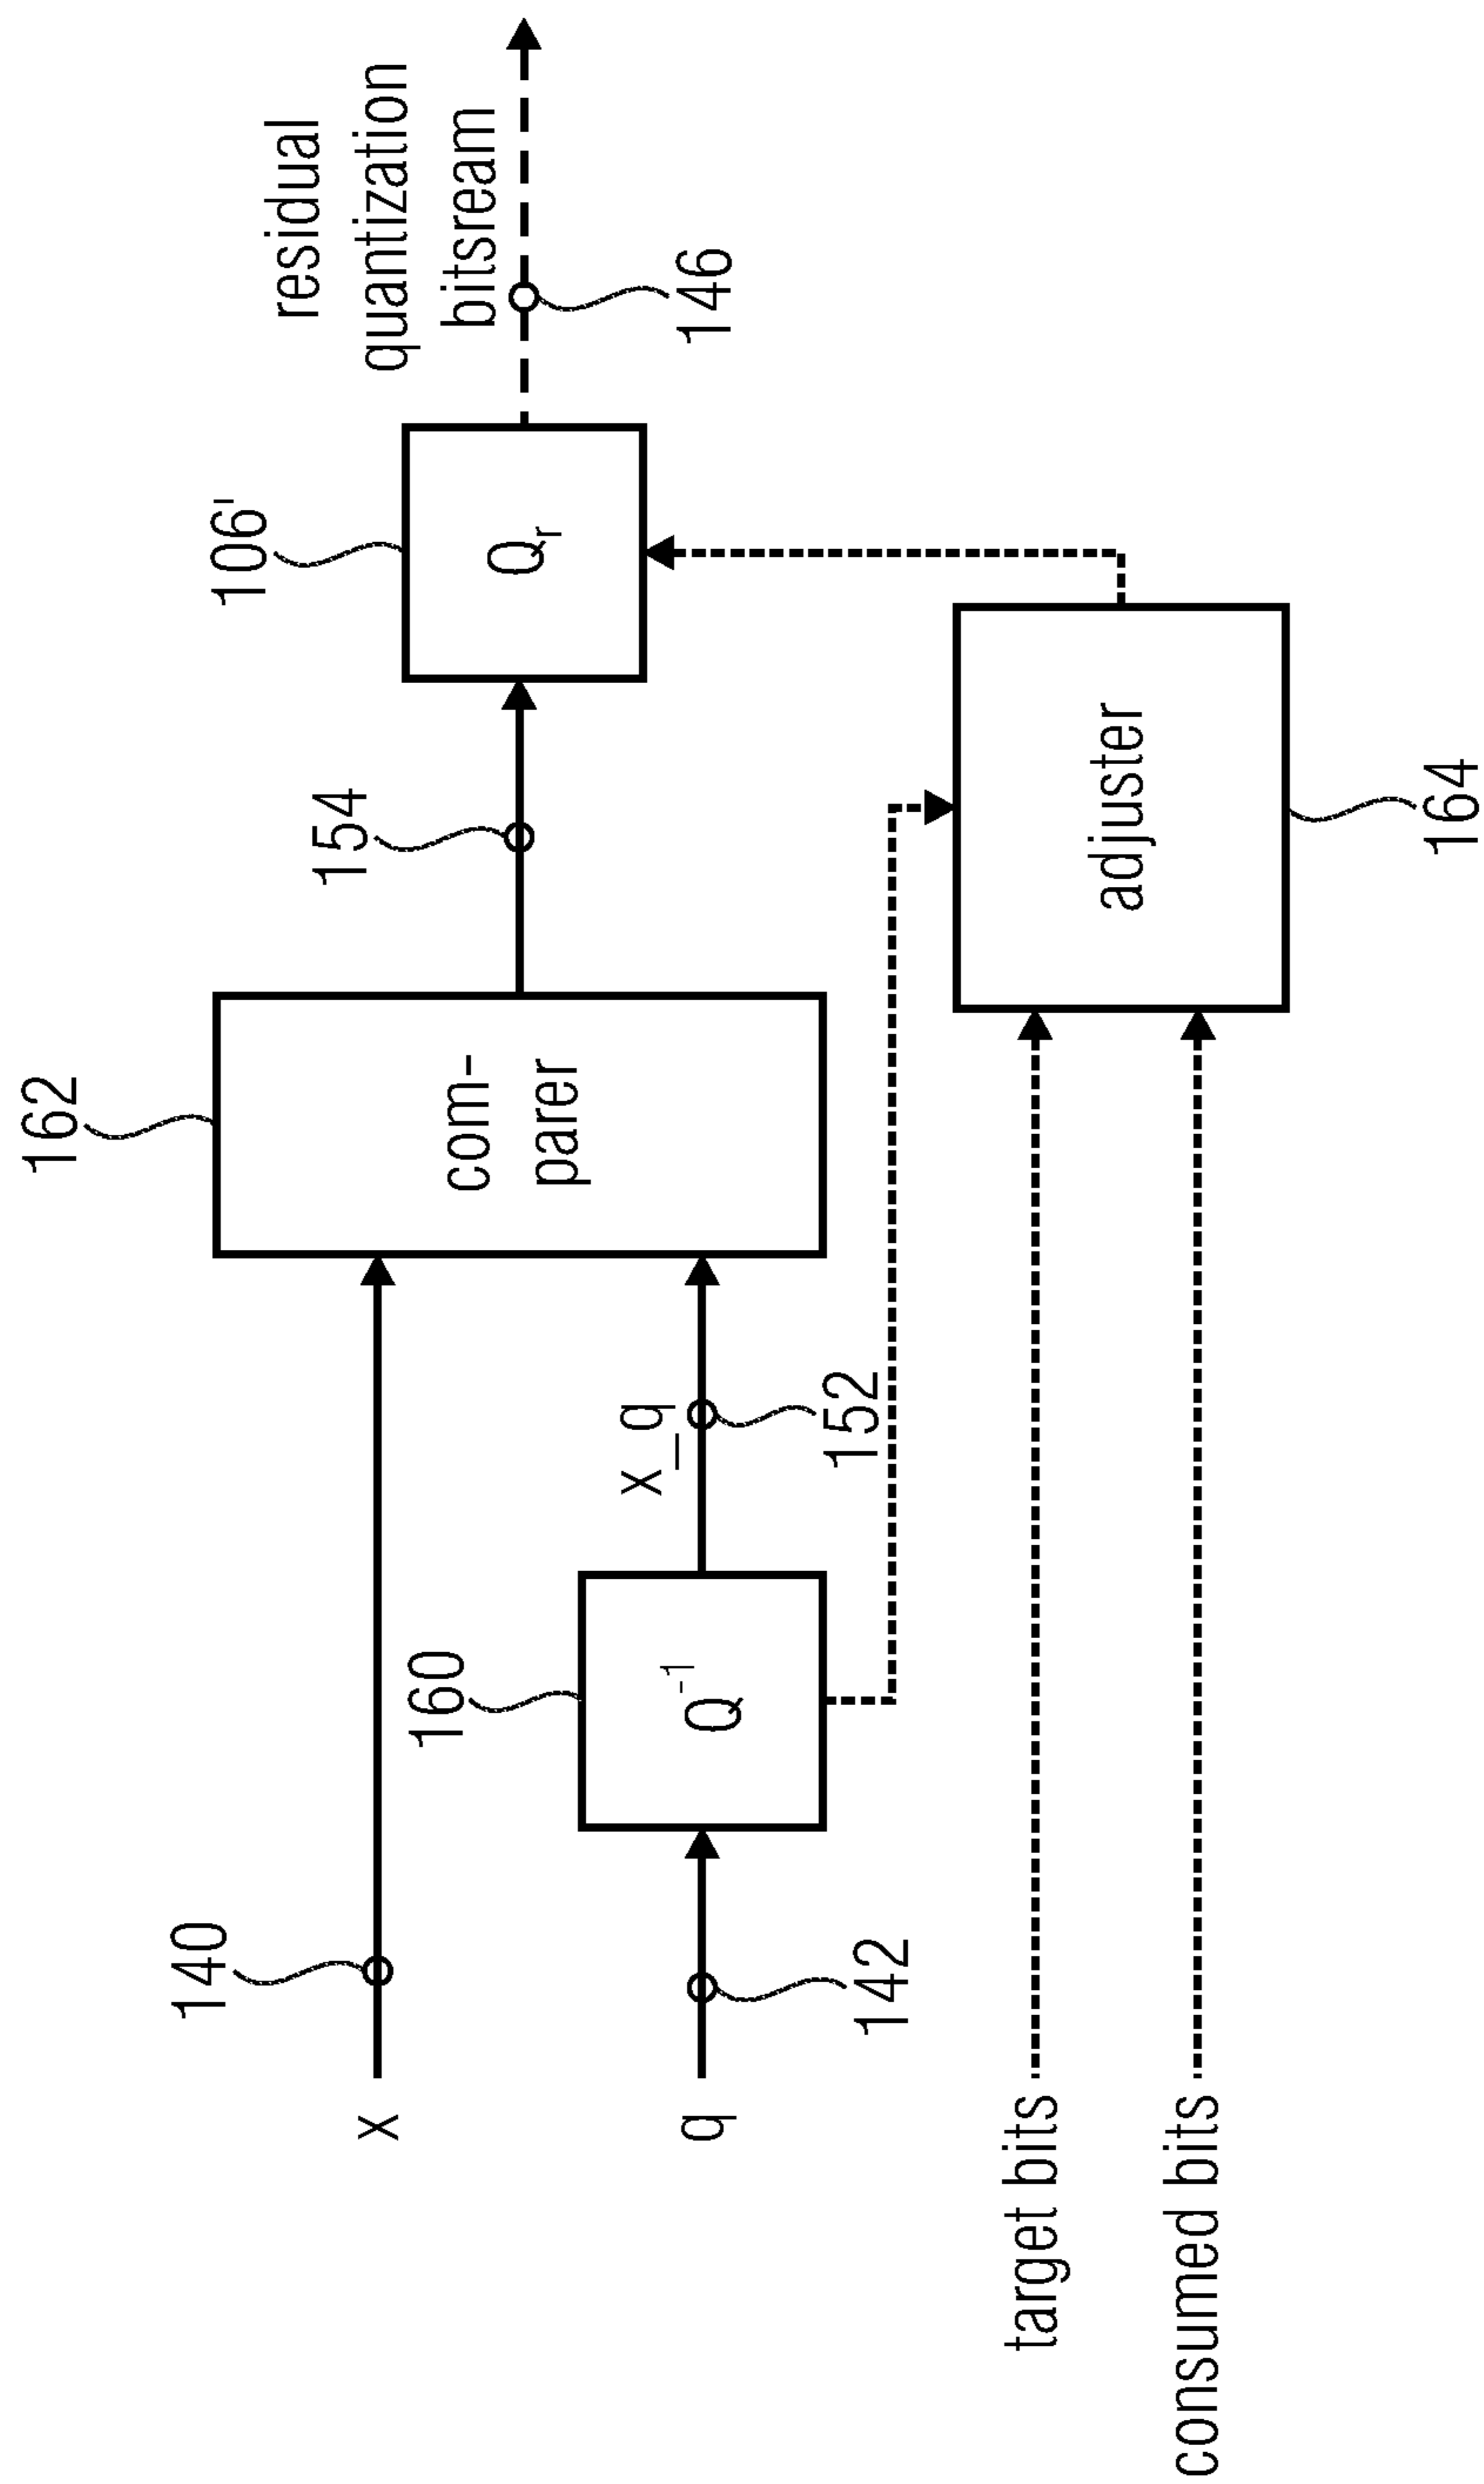 162
com-
parer
154
106'
Qr
residual
quantization
bitsream
146
140
x
160
Q-1
x_q
152
q
142
target bits
consumed bits
adjuster
164